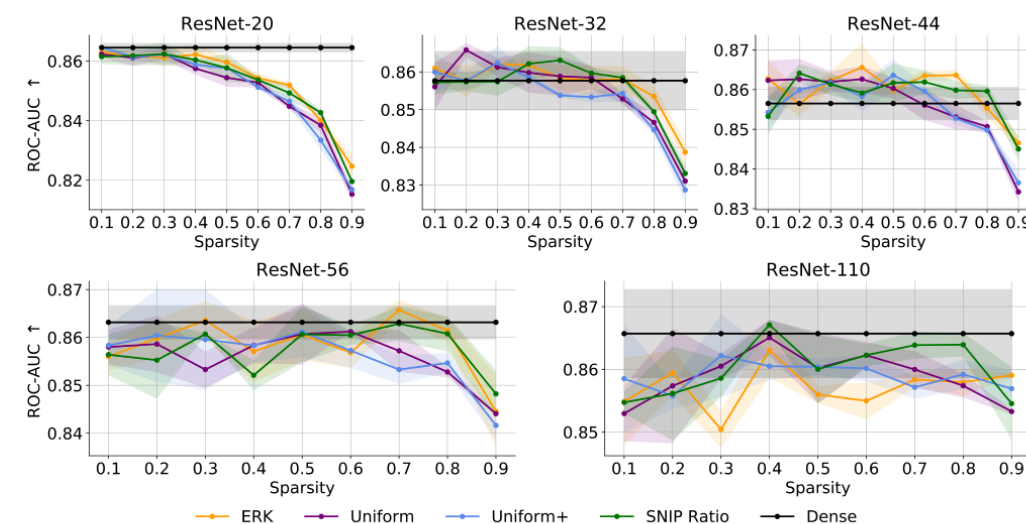 ResNet-20
ResNet-32
ResNet-44
ROC-AUC ↑
0.86
0.84
0.82
0.1 0.2 0.3 0.4 0.5 0.6 0.7 0.8 0.9
Sparsity
0.86
0.85
0.84
0.83
0.1 0.2 0.3 0.4 0.5 0.6 0.7 0.8 0.9
Sparsity
0.87
0.86
0.85
0.84
0.83
0.1 0.2 0.3 0.4 0.5 0.6 0.7 0.8 0.9
Sparsity
ResNet-56
ResNet-110
ROC-AUC ↑
0.87
0.86
0.85
0.84
0.1 0.2 0.3 0.4 0.5 0.6 0.7 0.8 0.9
Sparsity
0.87
0.86
0.85
0.1 0.2 0.3 0.4 0.5 0.6 0.7 0.8 0.9
Sparsity
ERK Uniform Uniform+ SNIP Ratio Dense